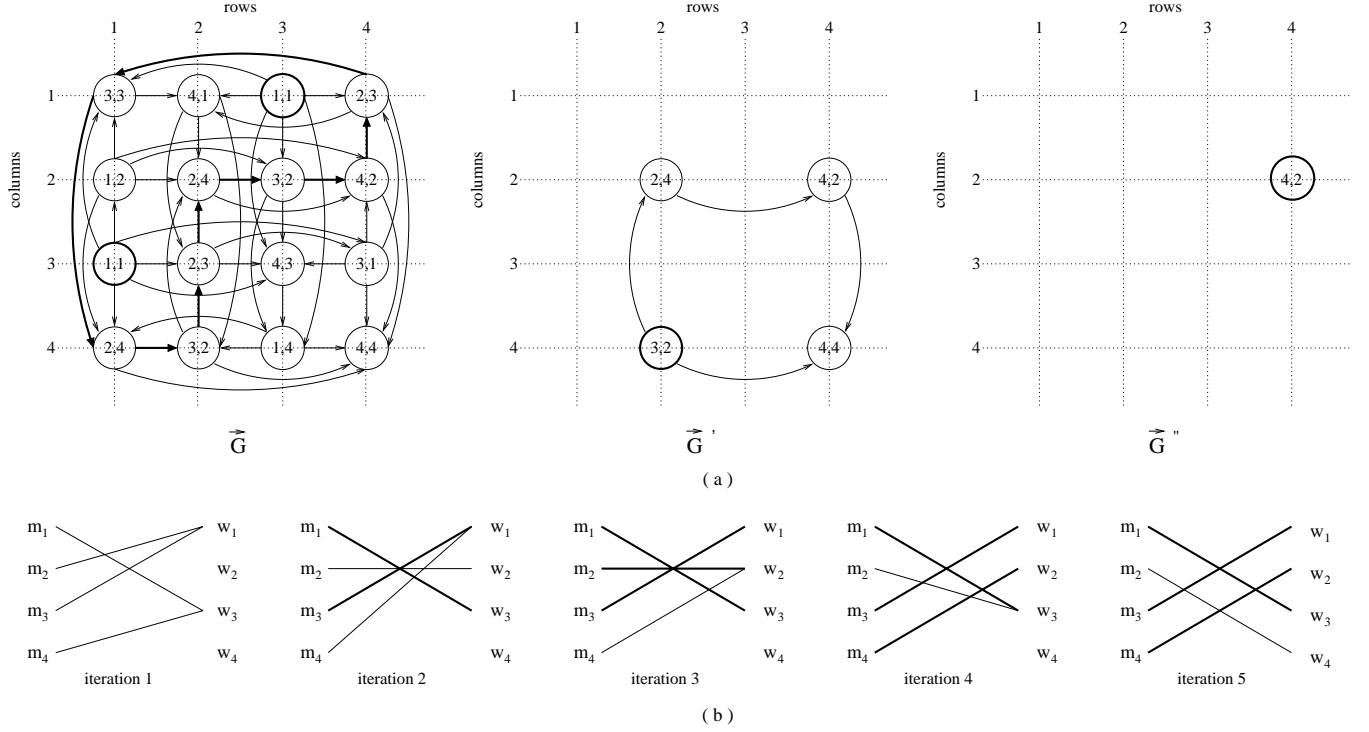 rows rows rows
1 2 3 4 1 2 3 4 1 2 3 4
1 3,3 4,1 1,1 2,3 1 1
columns 2 1,2 2,4 3,2 4,2 columns 2 2,4 4,2 columns 2 4,2
3 1,1 2,3 4,3 3,1 3 3
4 2,4 3,2 1,4 4,4 4 3,2 4,4 4
G G ' G "
( a )
m1 w1 m1 w1 m1 w1 m1 w1 m1 w1
m2 w2 m2 w2 m2 w2 m2 w2 m2 w2
m3 w3 m3 w3 m3 w3 m3 w3 m3 w3
m4 w4 m4 w4 m4 w4 m4 w4 m4 w4
iteration 1 iteration 2 iteration 3 iteration 4 iteration 5
( b )